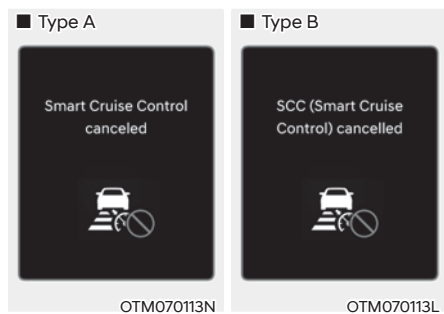 ■ Type A
Smart Cruise Control
canceled
OTM070113N
■ Type B
SCC (Smart Cruise
Control) cancelled
OTM070113L